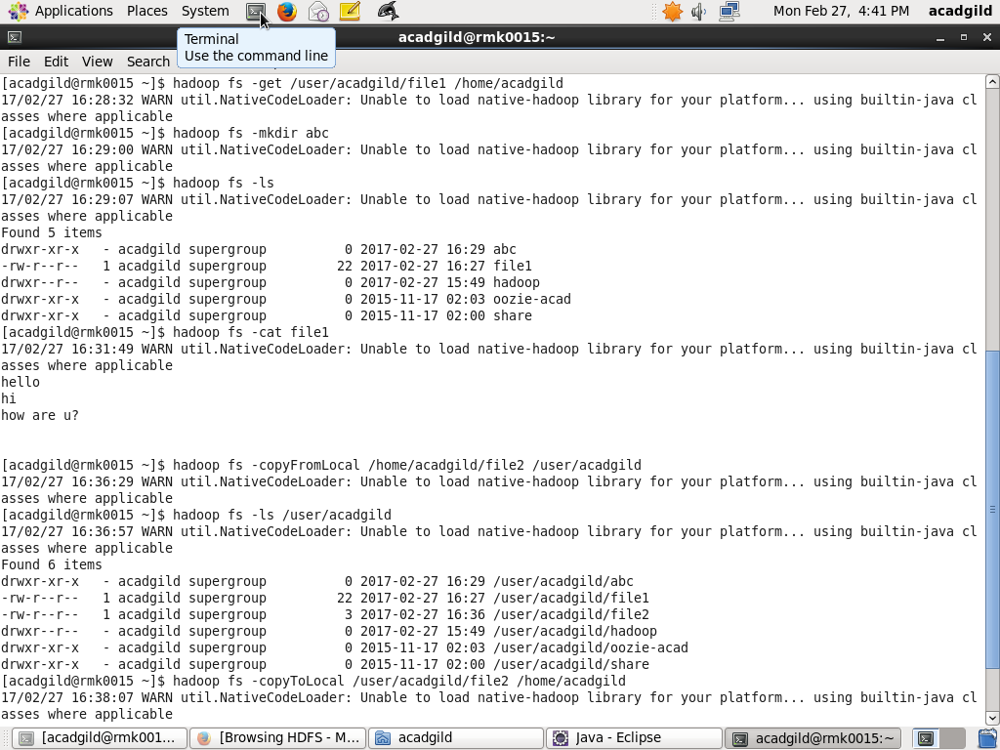 Applications Places System Mon Feb 27, 4:41 PM acadgild
acadgild@rmk0015:~
Terminal
Use the command line
File Edit View Search
[acadgild@rmk0015 ~]$ hadoop fs -get /user/acadgild/file1 /home/acadgild
17/02/27 16:28:32 WARN util.NativeCodeLoader: Unable to load native-hadoop library for your platform... using builtin-java cl
asses where applicable
[acadgild@rmk0015 ~]$ hadoop fs -mkdir abc
17/02/27 16:29:00 WARN util.NativeCodeLoader: Unable to load native-hadoop library for your platform... using builtin-java cl
asses where applicable
[acadgild@rmk0015 ~]$ hadoop fs -ls
17/02/27 16:29:07 WARN util.NativeCodeLoader: Unable to load native-hadoop library for your platform... using builtin-java cl
asses where applicable
Found 5 items
drwxr-xr-x   - acadgild supergroup          0 2017-02-27 16:29 abc
-rw-r--r--   1 acadgild supergroup         22 2017-02-27 16:27 file1
drwxr--r--   - acadgild supergroup          0 2017-02-27 15:49 hadoop
drwxr-xr-x   - acadgild supergroup          0 2015-11-17 02:03 oozie-acad
drwxr-xr-x   - acadgild supergroup          0 2015-11-17 02:00 share
[acadgild@rmk0015 ~]$ hadoop fs -cat file1
17/02/27 16:31:49 WARN util.NativeCodeLoader: Unable to load native-hadoop library for your platform... using builtin-java cl
asses where applicable
hello
hi
how are u?
[acadgild@rmk0015 ~]$ hadoop fs -copyFromLocal /home/acadgild/file2 /user/acadgild
17/02/27 16:36:29 WARN util.NativeCodeLoader: Unable to load native-hadoop library for your platform... using builtin-java cl
asses where applicable
[acadgild@rmk0015 ~]$ hadoop fs -ls /user/acadgild
17/02/27 16:36:57 WARN util.NativeCodeLoader: Unable to load native-hadoop library for your platform... using builtin-java cl
asses where applicable
Found 6 items
drwxr-xr-x   - acadgild supergroup          0 2017-02-27 16:29 /user/acadgild/abc
-rw-r--r--   1 acadgild supergroup         22 2017-02-27 16:27 /user/acadgild/file1
-rw-r--r--   1 acadgild supergroup          3 2017-02-27 16:36 /user/acadgild/file2
drwxr--r--   - acadgild supergroup          0 2017-02-27 15:49 /user/acadgild/hadoop
drwxr-xr-x   - acadgild supergroup          0 2015-11-17 02:03 /user/acadgild/oozie-acad
drwxr-xr-x   - acadgild supergroup          0 2015-11-17 02:00 /user/acadgild/share
[acadgild@rmk0015 ~]$ hadoop fs -copyToLocal /user/acadgild/file2 /home/acadgild
17/02/27 16:38:07 WARN util.NativeCodeLoader: Unable to load native-hadoop library for your platform... using builtin-java cl
asses where applicable
[acadgild@rmk001... [Browsing HDFS - M... acadgild Java - Eclipse acadgild@rmk0015:~